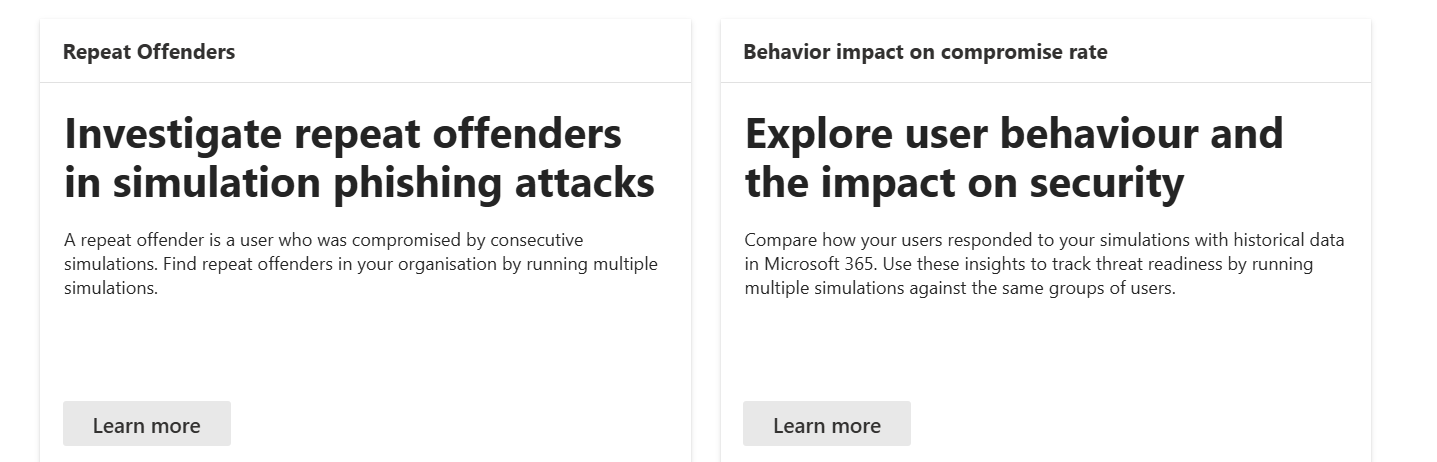 Repeat Offenders
Investigate repeat offenders
in simulation phishing attacks
A repeat offender is a user who was compromised by consecutive
simulations. Find repeat offenders in your organisation by running multiple
simulations.
Learn more
Behavior impact on compromise rate
Explore user behaviour and
the impact on security
Compare how your users responded to your simulations with historical data
in Microsoft 365. Use these insights to track threat readiness by running
multiple simulations against the same groups of users.
Learn more